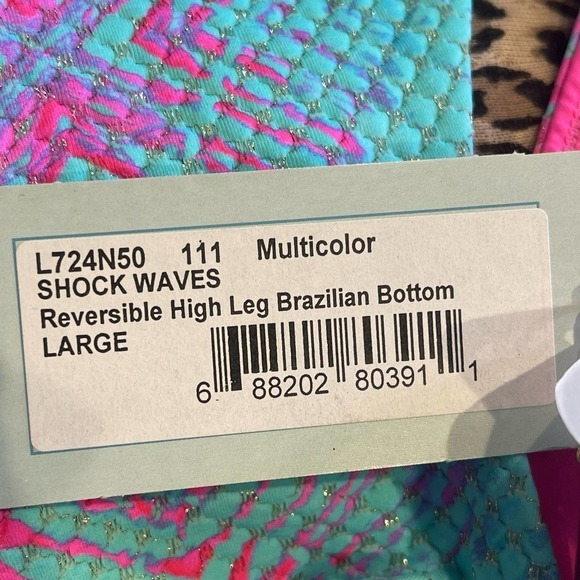 L724N50 111 Multicolor
SHOCK WAVES
Reversible High Leg Brazilian Bottom
LARGE
6 88202 80391 1